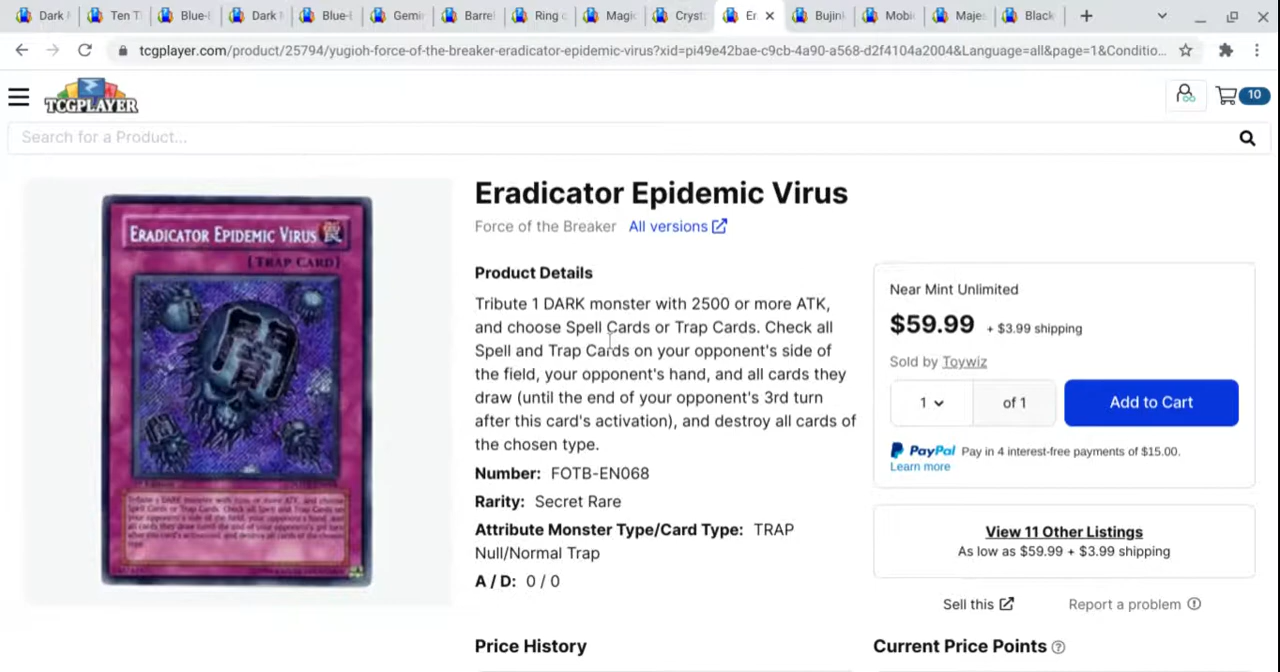 Dark
Ten T
Blue-
Dark
Blue-
Gemi
Barre
Ring
Magic
Cryst
Er
Bujin
Mobi
Majes
Black
tcgplayer.com/product/25794/yugioh-force-of-the-breaker-eradicator-epidemic-virus?xid=pi49e42bae-c9cb-4a90-a568-d2f4104a2004&Language=all&page=1&Conditio...
TCGPLAYER
10
Search for a Product...
ERADICATOR EPIDEMIC VIRUS 罠
[TRAP CARD]
闇
Eradicator Epidemic Virus
Force of the Breaker All versions
Product Details
Tribute 1 DARK monster with 2500 or more ATK,
and choose Spell Cards or Trap Cards. Check all
Spell and Trap Cards on your opponent's side of
the field, your opponent's hand, and all cards they
draw (until the end of your opponent's 3rd turn
after this card's activation), and destroy all cards of
the chosen type.
Number: FOTB-EN068
Rarity: Secret Rare
Attribute Monster Type/Card Type: TRAP
Null/Normal Trap
A / D: 0 / 0
Price History
Near Mint Unlimited
$59.99 + $3.99 shipping
Sold by Toywiz
1 of 1 Add to Cart
PayPal Pay in 4 interest-free payments of $15.00.
Learn more
View 11 Other Listings
As low as $59.99 + $3.99 shipping
Sell this Report a problem
Current Price Points